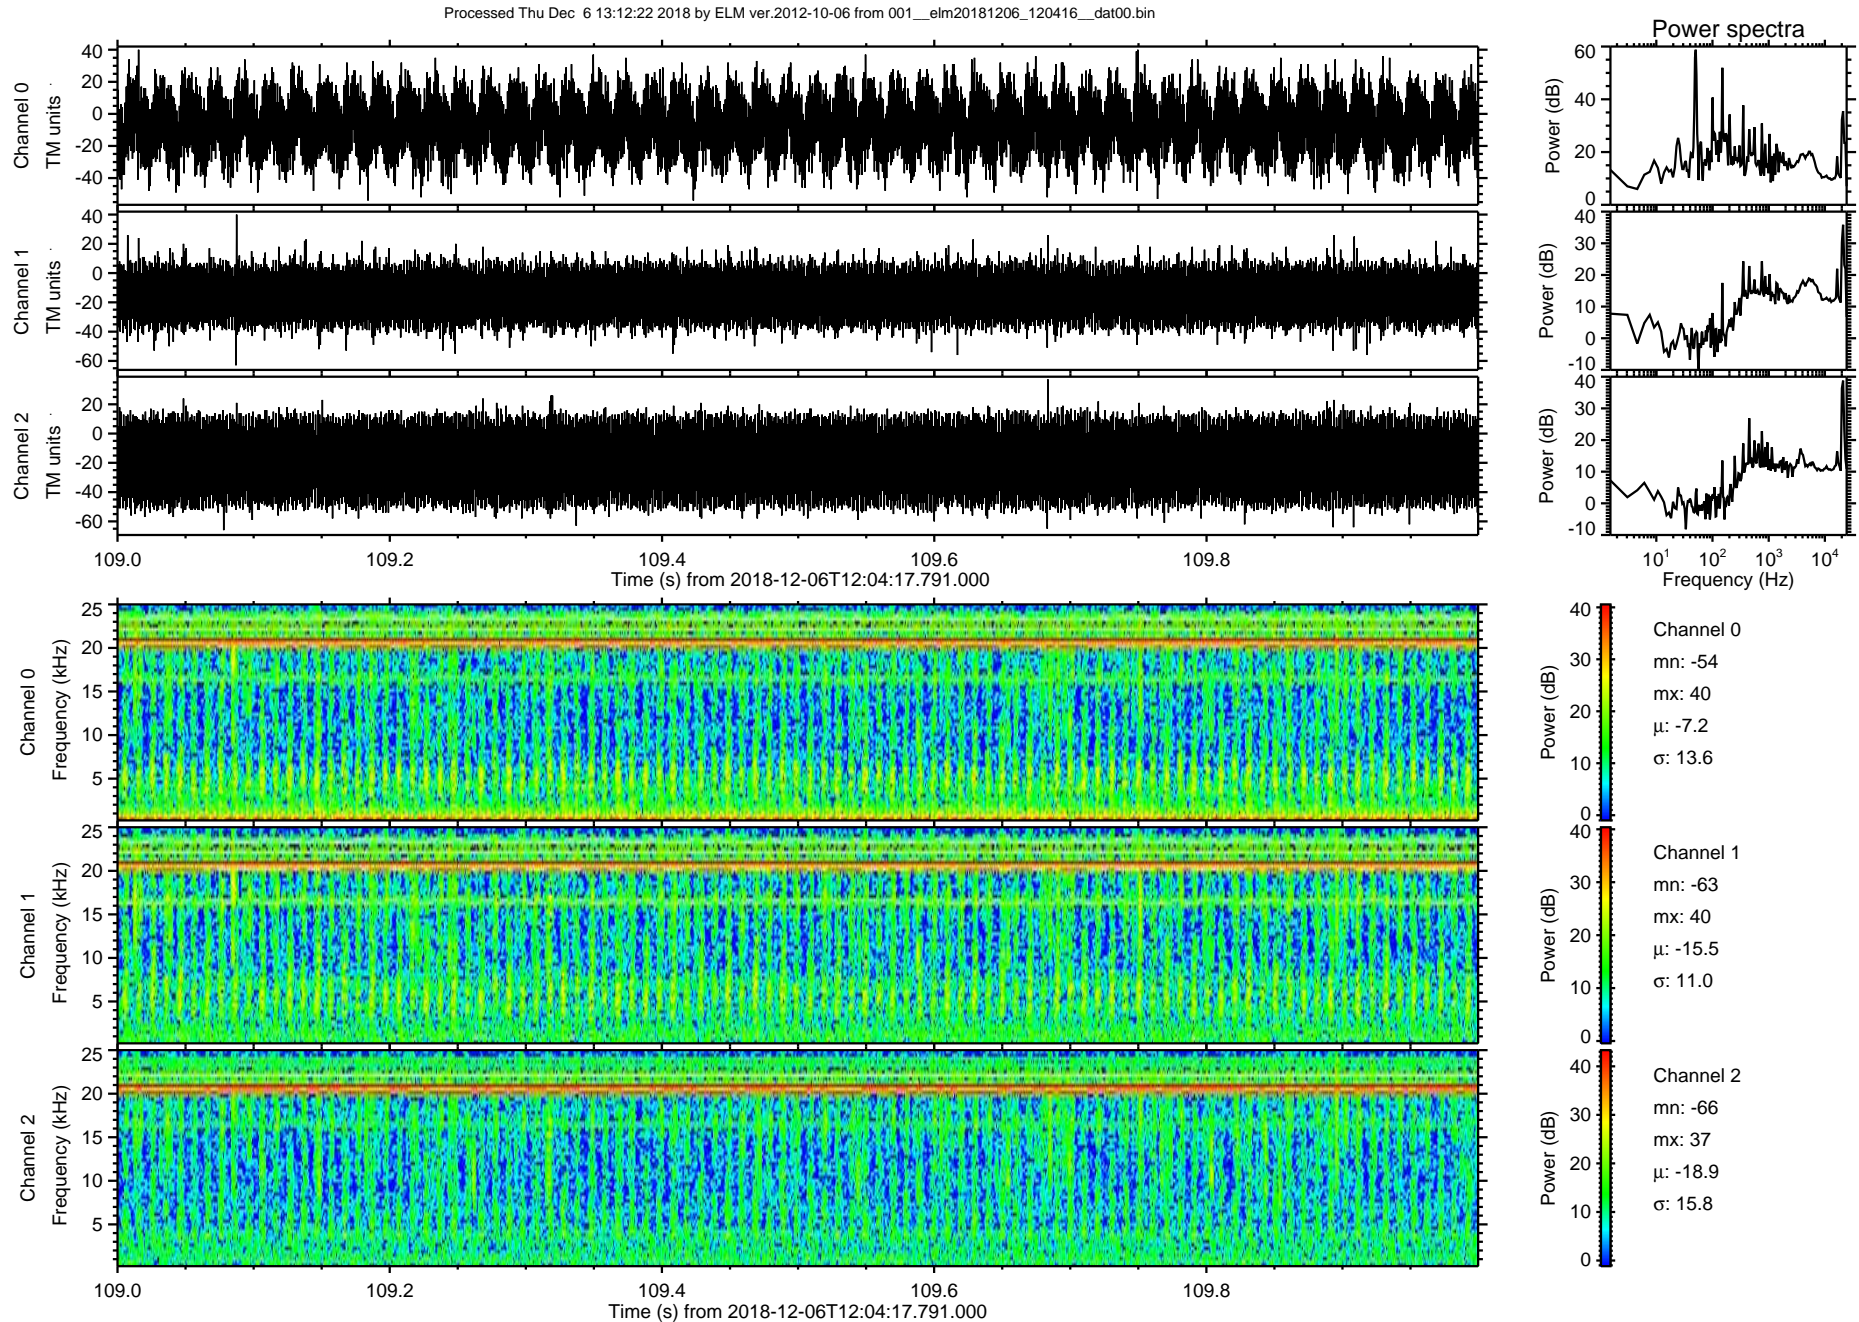 Processed Thu Dec  6 13:12:22 2018 by ELM ver.2012-10-06 from 001__elm20181206_120416__dat00.bin
Power spectra
Channel 0
TM units
40
20
0
-20
-40
Power (dB)
60
40
20
0
Channel 1
TM units
40
20
0
-20
-40
-60
Power (dB)
40
30
20
10
0
-10
Channel 2
TM units
20
0
-20
-40
-60
Power (dB)
40
30
20
10
0
-10
109.0 109.2 109.4 109.6 109.8
Time (s) from 2018-12-06T12:04:17.791.000
10^1 10^2 10^3 10^4
Frequency (Hz)
Channel 0
Frequency (kHz)
25
20
15
10
5
Power (dB)
40
30
20
10
0
Channel 0
mn: -54
mx: 40
μ: -7.2
σ: 13.6
Channel 1
Frequency (kHz)
25
20
15
10
5
Power (dB)
40
30
20
10
0
Channel 1
mn: -63
mx: 40
μ: -15.5
σ: 11.0
Channel 2
Frequency (kHz)
25
20
15
10
5
Power (dB)
40
30
20
10
0
Channel 2
mn: -66
mx: 37
μ: -18.9
σ: 15.8
109.0 109.2 109.4 109.6 109.8
Time (s) from 2018-12-06T12:04:17.791.000